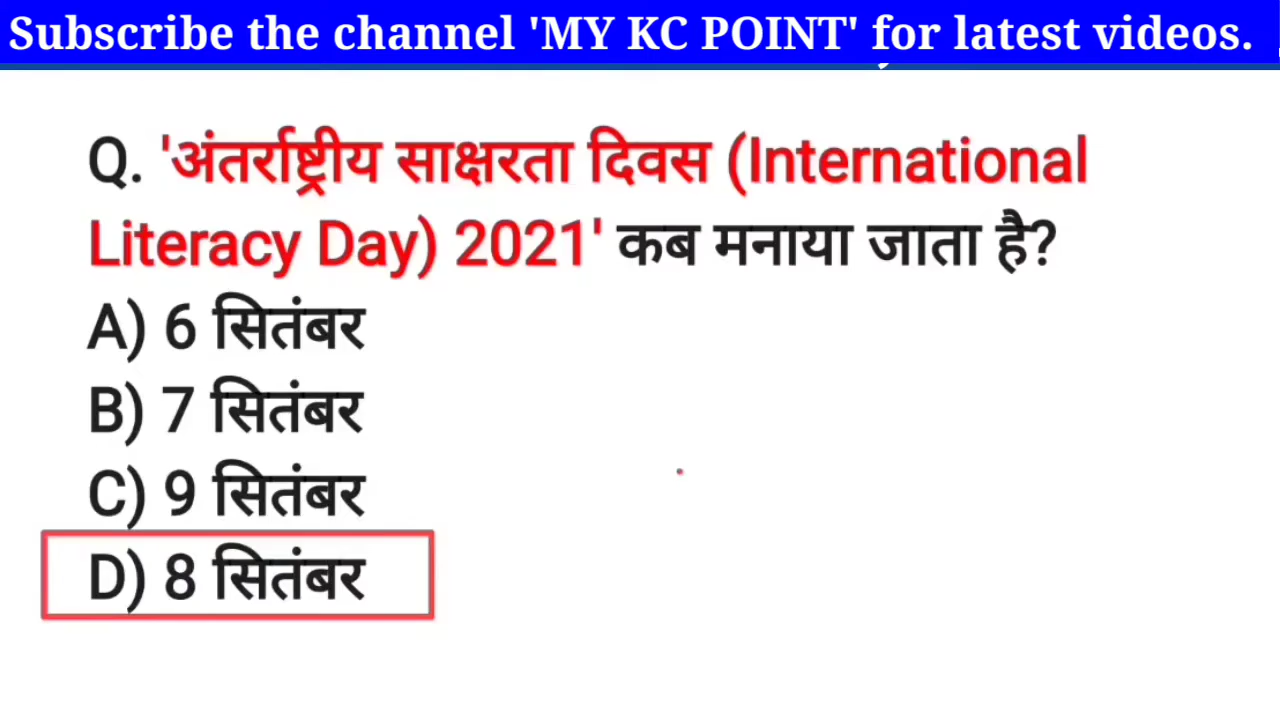 Subscribe the channel 'MY KC POINT' for latest videos.
Q. 'अंतर्राष्ट्रीय साक्षरता दिवस (International
Literacy Day) 2021' कब मनाया जाता है?
A) 6 सितंबर
B) 7 सितंबर
C) 9 सितंबर
D) 8 सितंबर